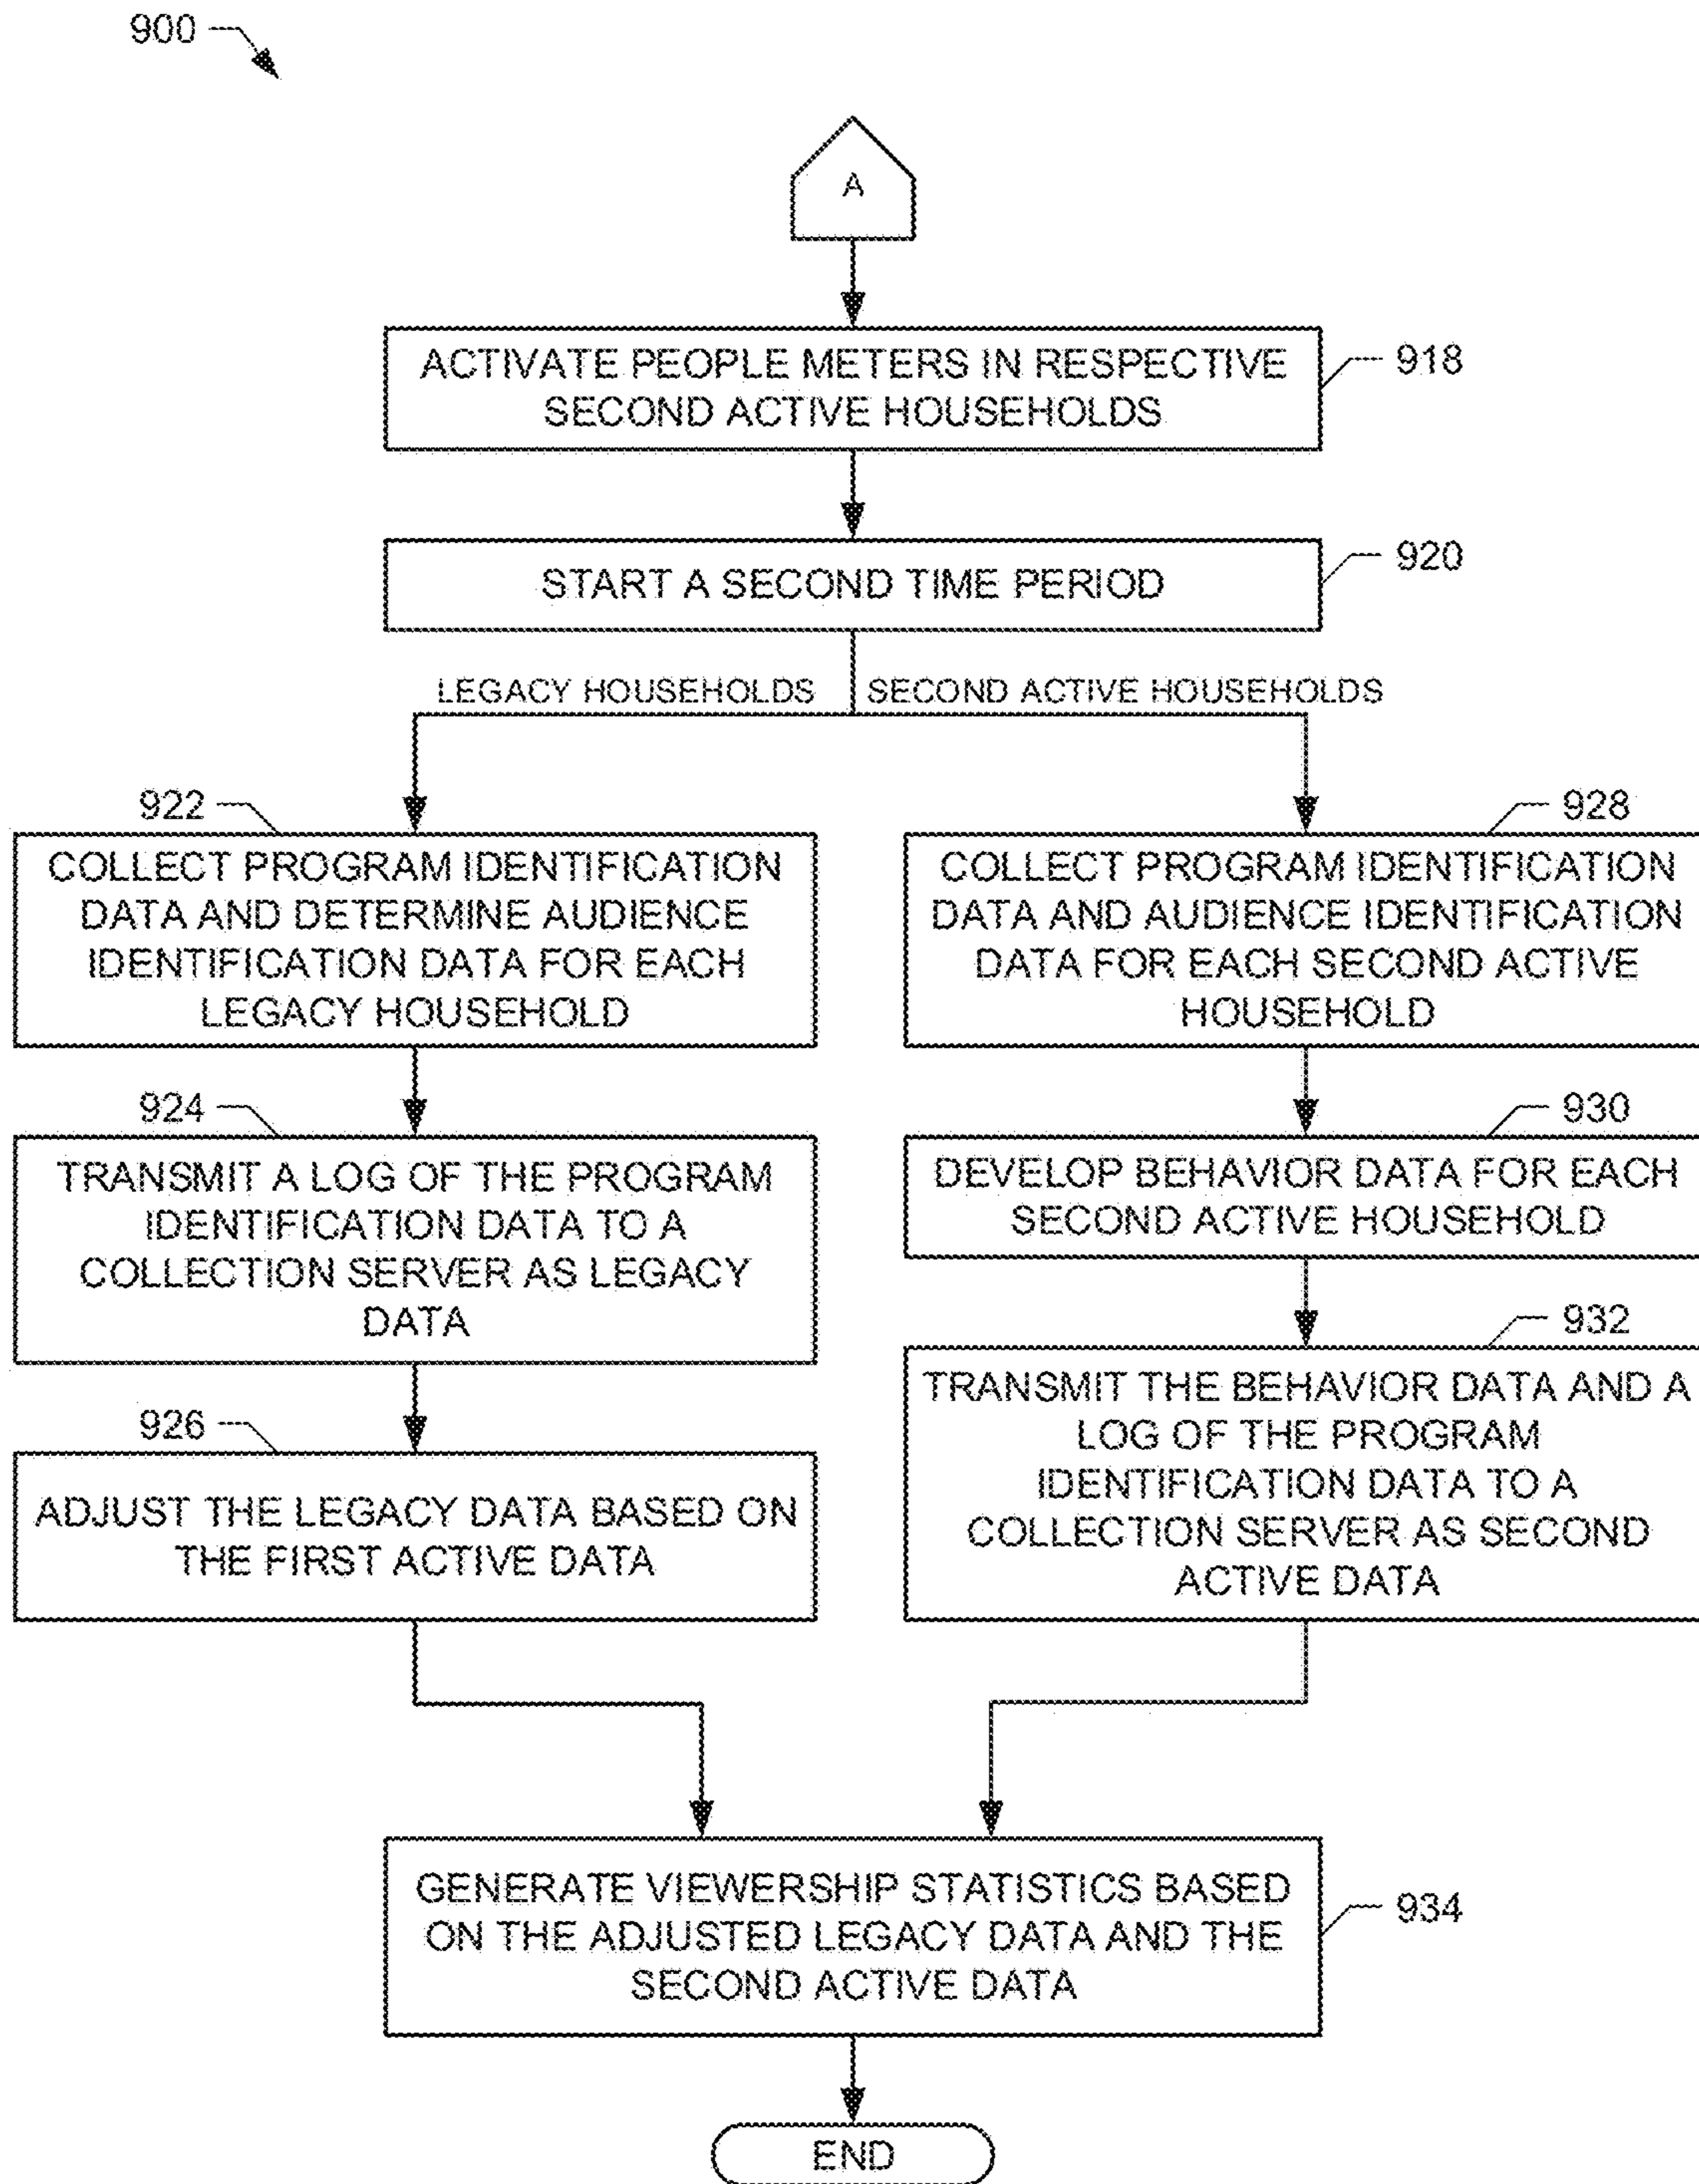 900
A
ACTIVATE PEOPLE METERS IN RESPECTIVE
SECOND ACTIVE HOUSEHOLDS
918
START A SECOND TIME PERIOD
920
LEGACY HOUSEHOLDS
SECOND ACTIVE HOUSEHOLDS
922
COLLECT PROGRAM IDENTIFICATION
DATA AND DETERMINE AUDIENCE
IDENTIFICATION DATA FOR EACH
LEGACY HOUSEHOLD
924
TRANSMIT A LOG OF THE PROGRAM
IDENTIFICATION DATA TO A
COLLECTION SERVER AS LEGACY
DATA
926
ADJUST THE LEGACY DATA BASED ON
THE FIRST ACTIVE DATA
928
COLLECT PROGRAM IDENTIFICATION
DATA AND AUDIENCE IDENTIFICATION
DATA FOR EACH SECOND ACTIVE
HOUSEHOLD
930
DEVELOP BEHAVIOR DATA FOR EACH
SECOND ACTIVE HOUSEHOLD
932
TRANSMIT THE BEHAVIOR DATA AND A
LOG OF THE PROGRAM
IDENTIFICATION DATA TO A
COLLECTION SERVER AS SECOND
ACTIVE DATA
GENERATE VIEWERSHIP STATISTICS BASED
ON THE ADJUSTED LEGACY DATA AND THE
SECOND ACTIVE DATA
934
END